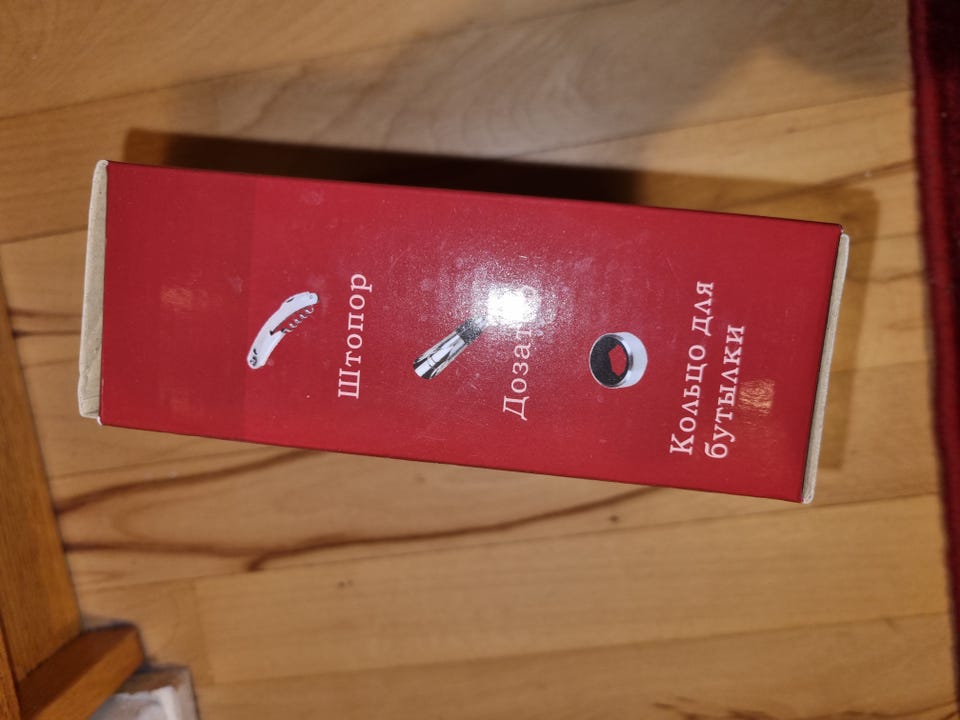 Штопор
Кольцо для
бутылки